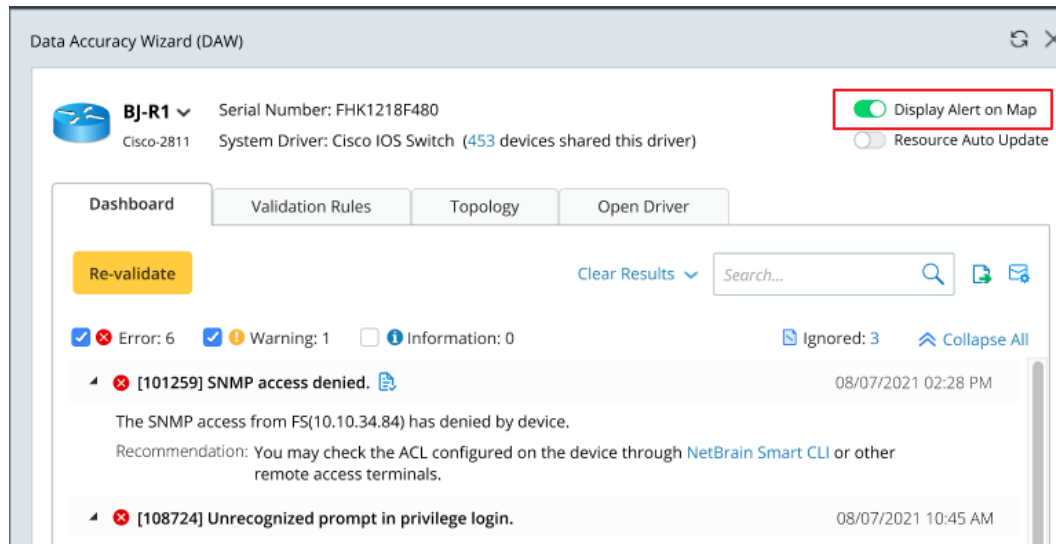 Data Accuracy Wizard (DAW)
BJ-R1 Serial Number: FHK1218F480 Display Alert on Map
Cisco-2811 System Driver: Cisco IOS Switch (453 devices shared this driver) Resource Auto Update
Dashboard Validation Rules Topology Open Driver
Re-validate Clear Results Search...
Error: 6 Warning: 1 Information: 0 Ignored: 3 Collapse All
[101259] SNMP access denied. 08/07/2021 02:28 PM
The SNMP access from FS(10.10.34.84) has denied by device.
Recommendation: You may check the ACL configured on the device through NetBrain Smart CLI or other
remote access terminals.
[108724] Unrecognized prompt in privilege login. 08/07/2021 10:45 AM